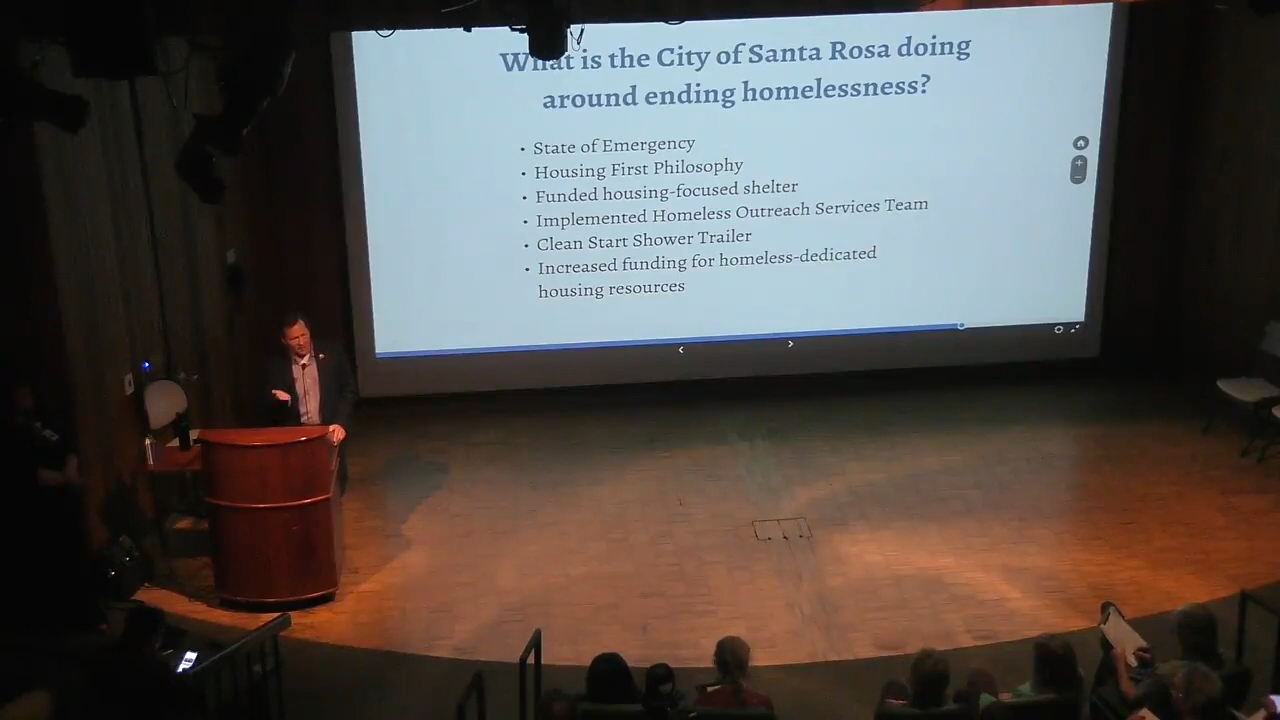 What is the City of Santa Rosa doing
around ending homelessness?
• State of Emergency
• Housing First Philosophy
• Funded housing-focused shelter
• Implemented Homeless Outreach Services Team
• Clean Start Shower Trailer
• Increased funding for homeless-dedicated
housing resources